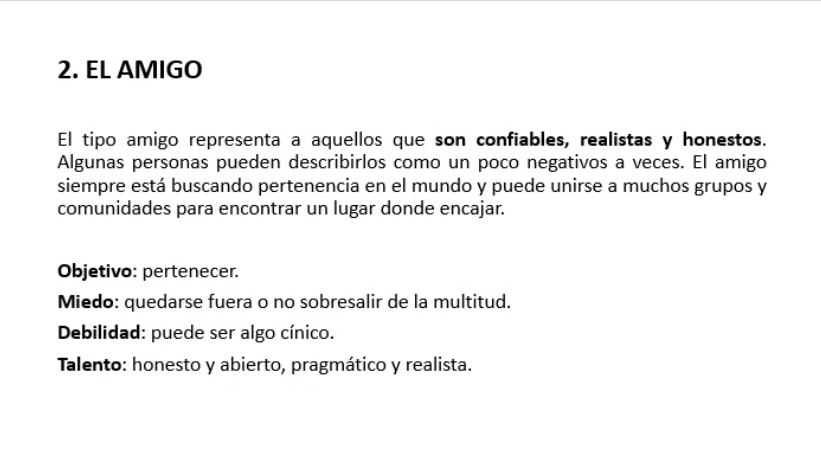 2. EL AMIGO
El tipo amigo representa a aquellos que son confiables, realistas y honestos.
Algunas personas pueden describirlos como un poco negativos a veces. El amigo
siempre está buscando pertenencia en el mundo y puede unirse a muchos grupos y
comunidades para encontrar un lugar donde encajar.
Objetivo: pertenecer.
Miedo: quedarse fuera o no sobresalir de la multitud.
Debilidad: puede ser algo cínico.
Talento: honesto y abierto, pragmático y realista.